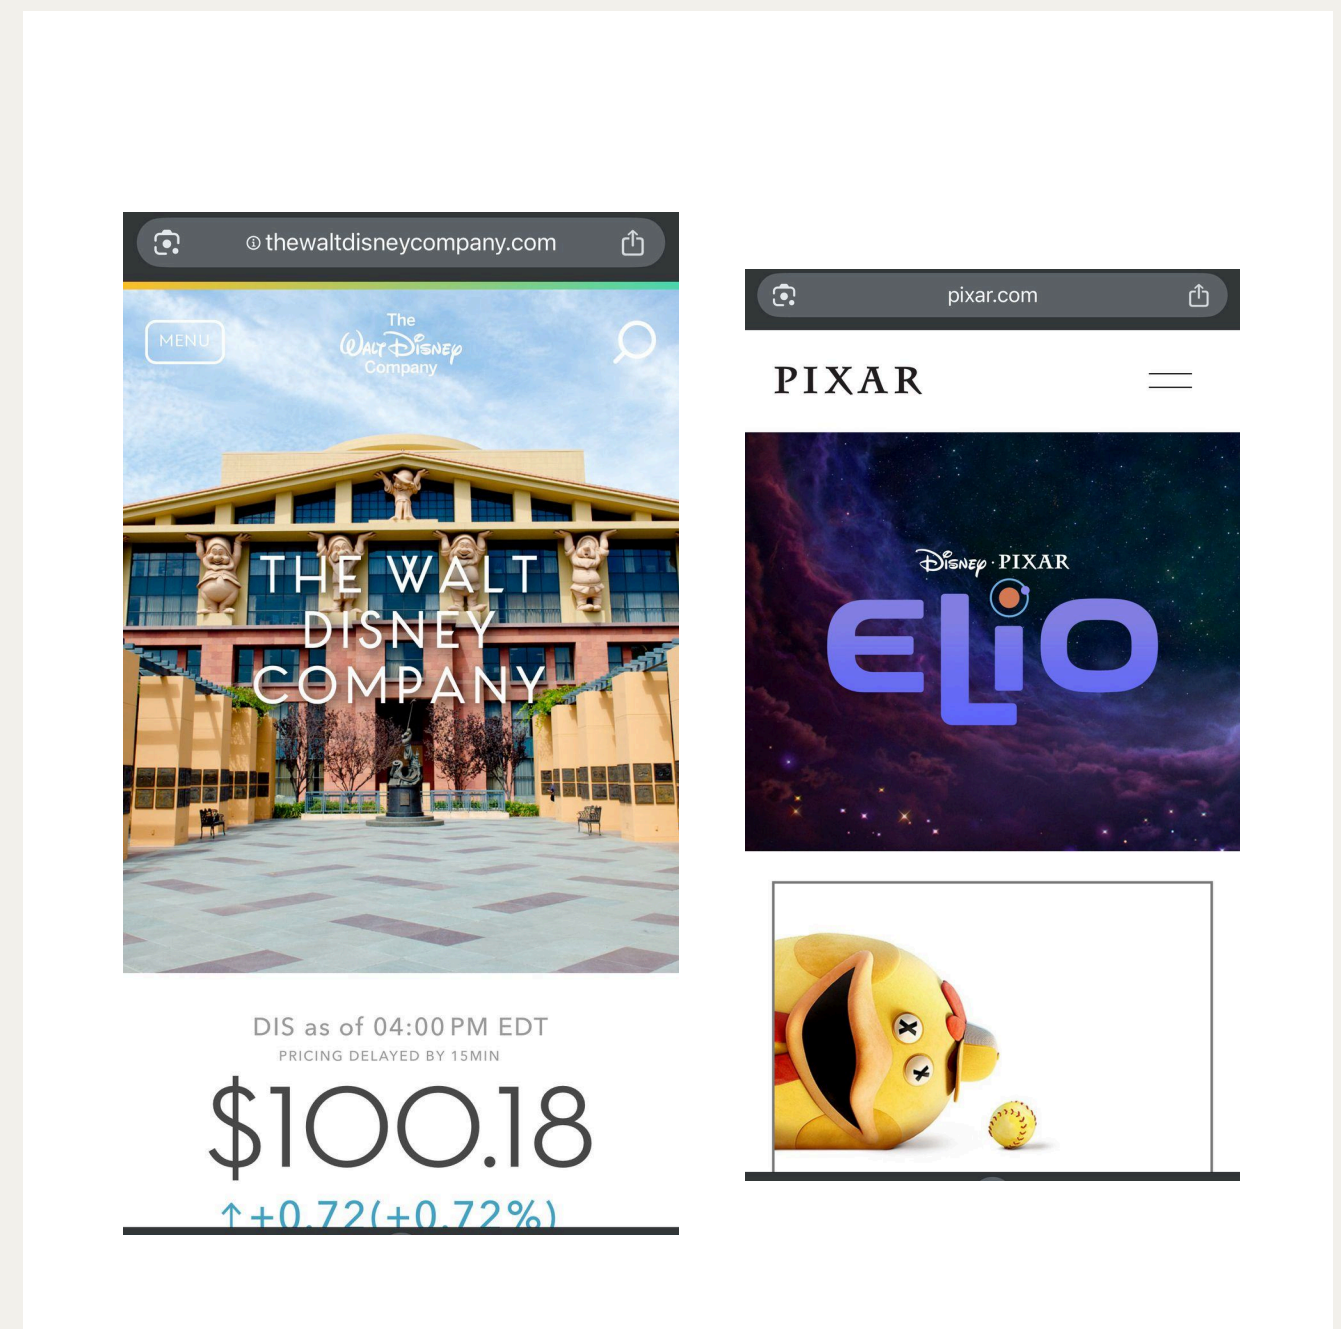 thewaltdisneycompany.com
MENU
The
Walt Disney
Company
THE WALT
DISNEY
COMPANY
DIS as of 04:00 PM EDT
PRICING DELAYED BY 15MIN
$100.18
↑+0.72(+0.72%)
pixar.com
PIXAR
Disney · PIXAR
ELiO